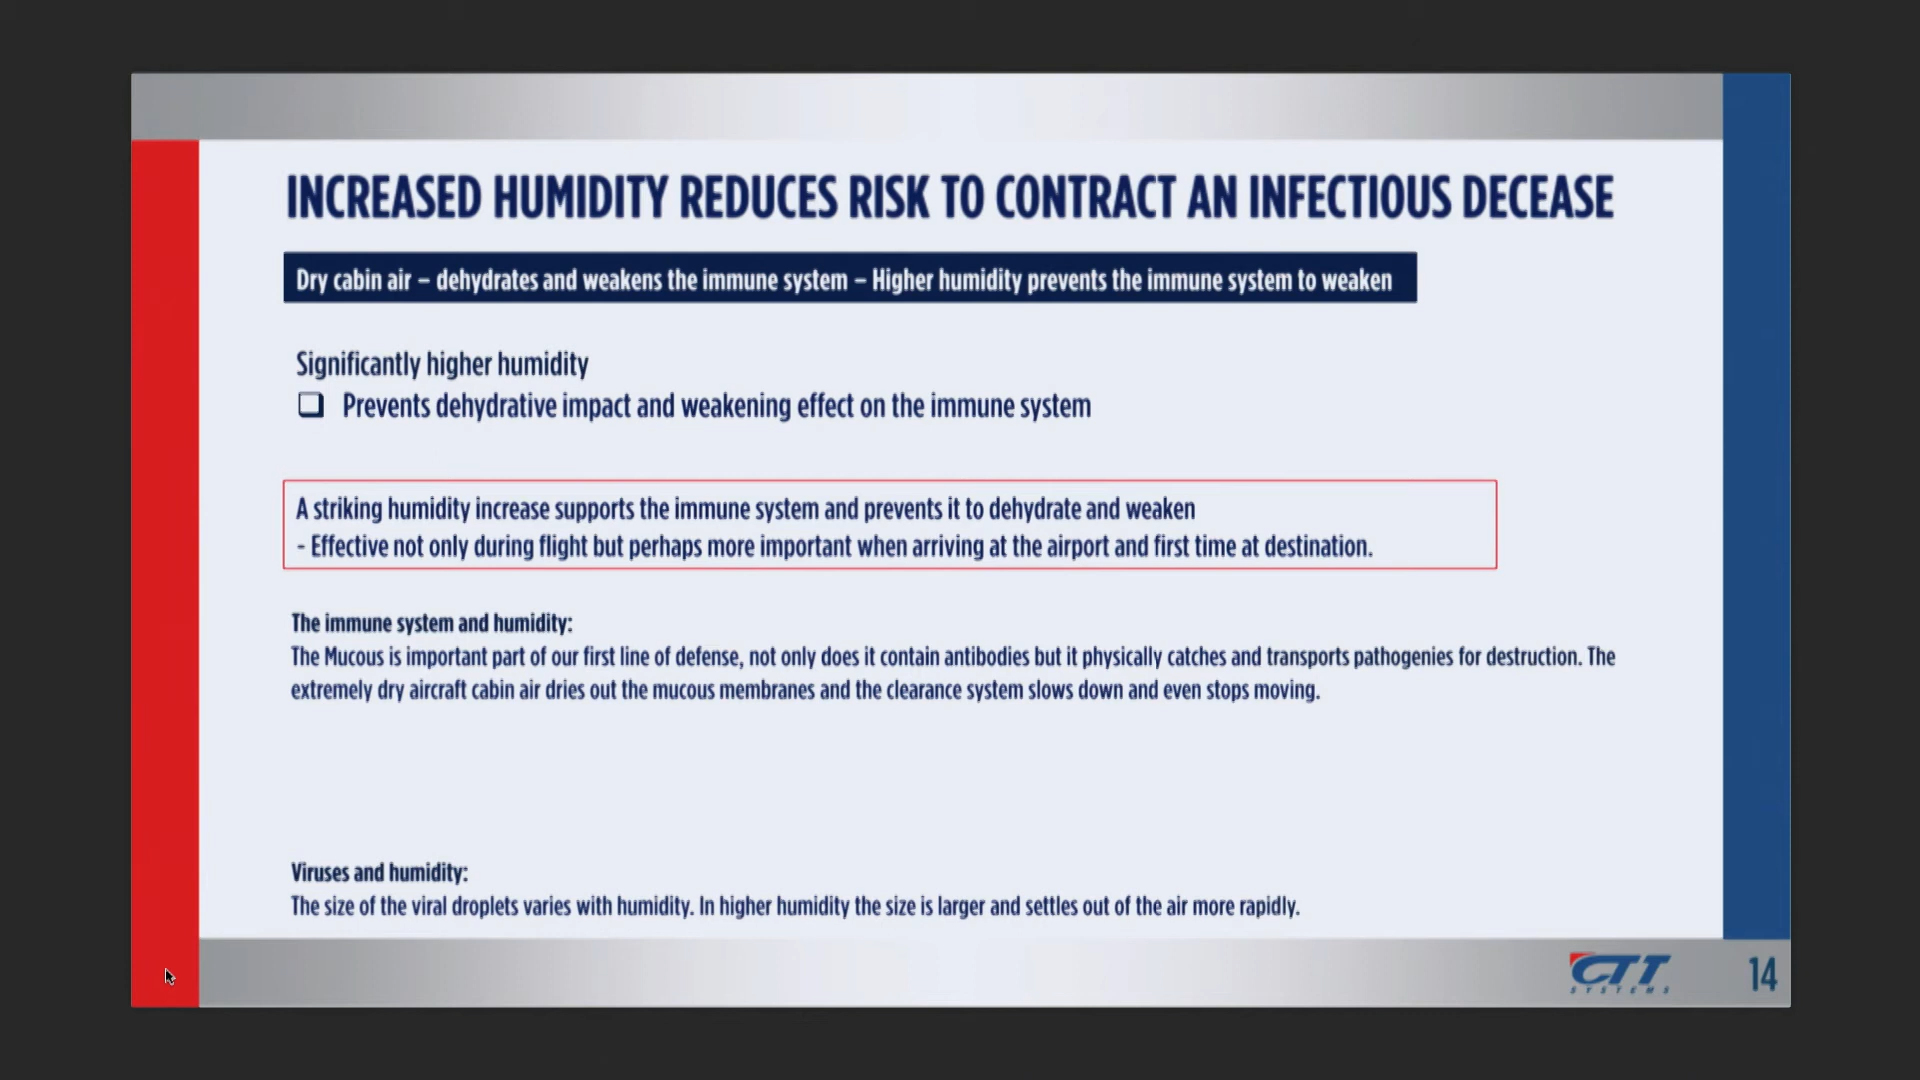 INCREASED HUMIDITY REDUCES RISK TO CONTRACT AN INFECTIOUS DECEASE
Dry cabin air – dehydrates and weakens the immune system – Higher humidity prevents the immune system to weaken
Significantly higher humidity
❑ Prevents dehydrative impact and weakening effect on the immune system
A striking humidity increase supports the immune system and prevents it to dehydrate and weaken
- Effective not only during flight but perhaps more important when arriving at the airport and first time at destination.
The immune system and humidity:
The Mucous is important part of our first line of defense, not only does it contain antibodies but it physically catches and transports pathogenies for destruction. The
extremely dry aircraft cabin air dries out the mucous membranes and the clearance system slows down and even stops moving.
Viruses and humidity:
The size of the viral droplets varies with humidity. In higher humidity the size is larger and settles out of the air more rapidly.
CTT
SYSTEMS
14